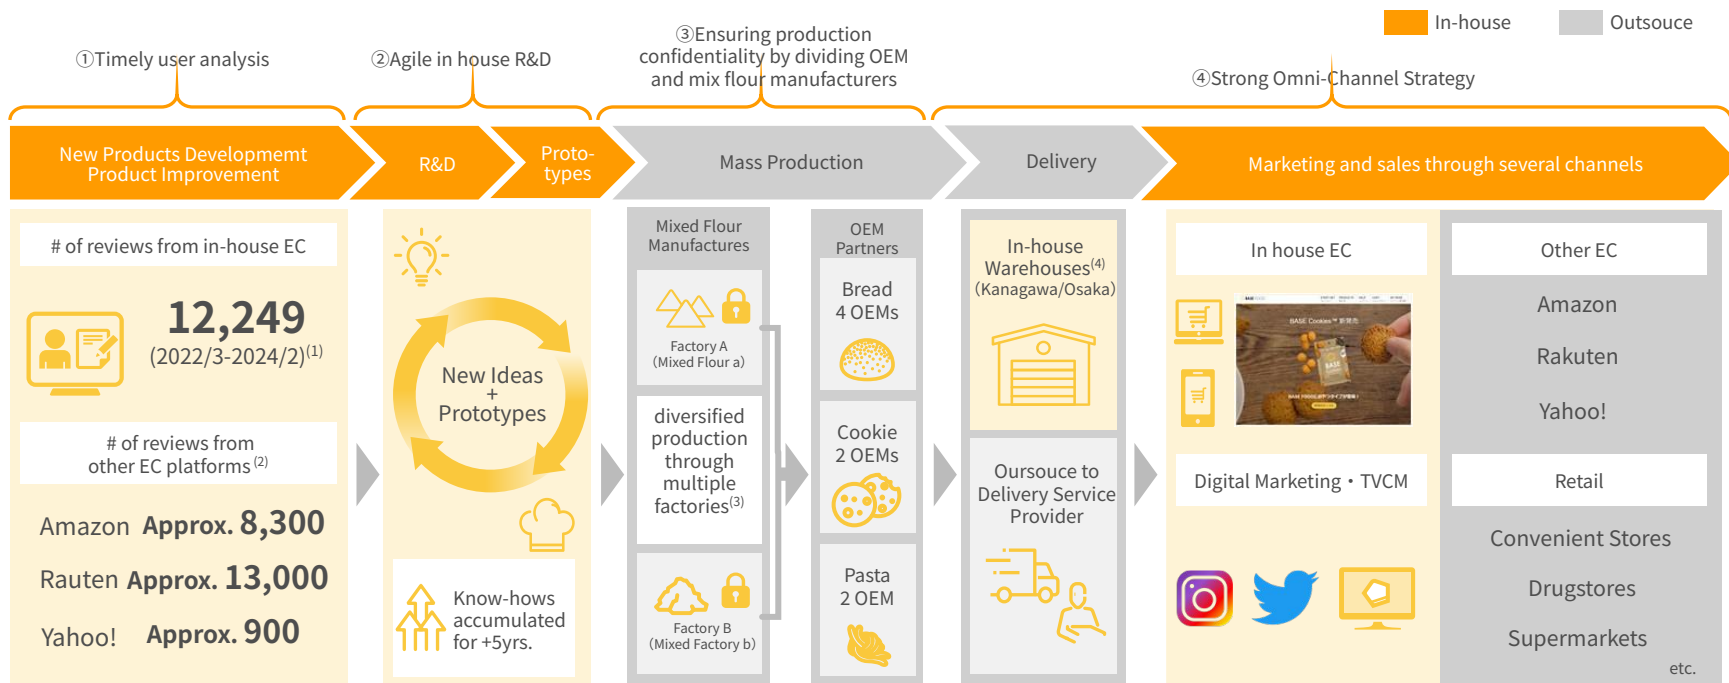 In-house
Outsouce
①Timely user analysis
②Agile in house R&D
③Ensuring production
confidentiality by dividing OEM
and mix flour manufacturers
④Strong Omni-Channel Strategy
New Products Developmemt
Product Improvement
R&D
Proto-
types
Mass Production
Delivery
Marketing and sales through several channels
# of reviews from in-house EC
12,249
(2022/3-2024/2)(1)
# of reviews from
other EC platforms(2)
Amazon Approx. 8,300
Rauten Approx. 13,000
Yahoo! Approx. 900
New Ideas
+
Prototypes
Know-hows
accumulated
for +5yrs.
Mixed Flour
Manufactures
Factory A
(Mixed Flour a)
diversified
production
through
multiple
factories(3)
Factory B
(Mixed Factory b)
OEM
Partners
Bread
4 OEMs
Cookie
2 OEMs
Pasta
2 OEM
In-house
Warehouses(4)
(Kanagawa/Osaka)
Oursouce to
Delivery Service
Provider
In house EC
BASE Cookies™ 新発売
BASE
Digital Marketing・TVCM
Other EC
Amazon
Rakuten
Yahoo!
Retail
Convenient Stores
Drugstores
Supermarkets
etc.